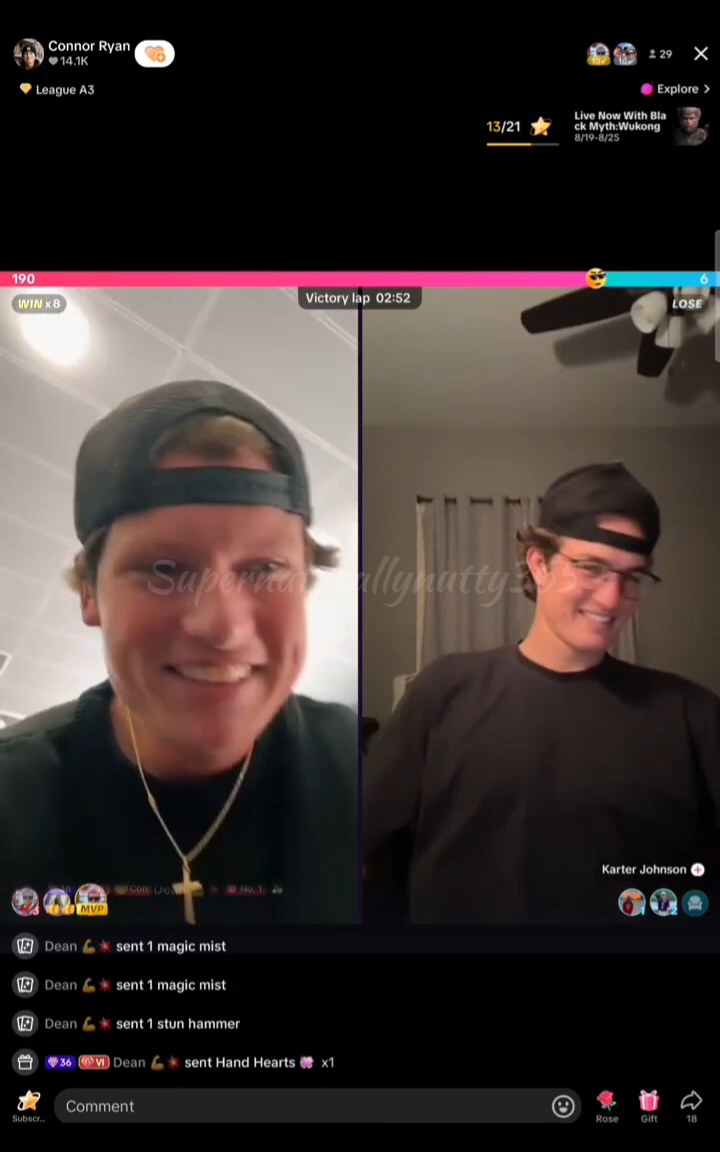 Connor Ryan
14.1K
29
League A3
Explore >
13/21
Live Now With Bla
ck Myth:Wukong
8/19-8/25
190
6
WIN x 8
Victory lap 02:52
LOSE
Karter Johnson
MVP
Dean sent 1 magic mist
Dean sent 1 magic mist
Dean sent 1 stun hammer
36 VI Dean sent Hand Hearts x1
Subscr...
Comment
Rose
Gift
18